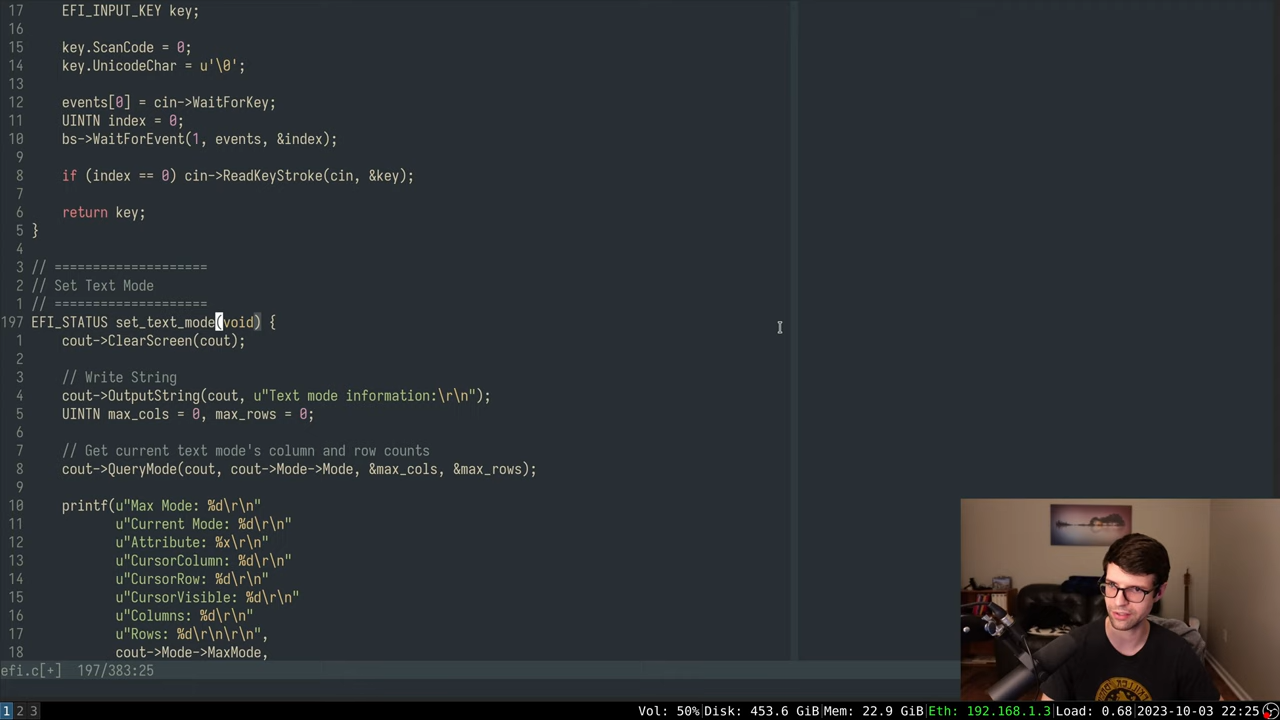 17 EFI_INPUT_KEY key;
16
15 key.ScanCode = 0;
14 key.UnicodeChar = u'\0';
13
12 events[0] = cin->WaitForKey;
11 UINTN index = 0;
10 bs->WaitForEvent(1, events, &index);
9
8 if (index == 0) cin->ReadKeyStroke(cin, &key);
7
6 return key;
5 }
4
3 // ====================
2 // Set Text Mode
1 // ====================
197 EFI_STATUS set_text_mode(void) {
1 cout->ClearScreen(cout);
2
3 // Write String
4 cout->OutputString(cout, u"Text mode information:\r\n");
5 UINTN max_cols = 0, max_rows = 0;
6
7 // Get current text mode's column and row counts
8 cout->QueryMode(cout, cout->Mode->Mode, &max_cols, &max_rows);
9
10 printf(u"Max Mode: %d\r\n"
11 u"Current Mode: %d\r\n"
12 u"Attribute: %x\r\n"
13 u"CursorColumn: %d\r\n"
14 u"CursorRow: %d\r\n"
15 u"CursorVisible: %d\r\n"
16 u"Columns: %d\r\n"
17 u"Rows: %d\r\n\r\n",
18 cout->Mode->MaxMode,
efi.c[+] 197/383:25
1 2 3 Vol: 50%|Disk: 453.6 GiB|Mem: 22.9 GiB|Eth: 192.168.1.3|Load: 0.68|2023-10-03 22:25